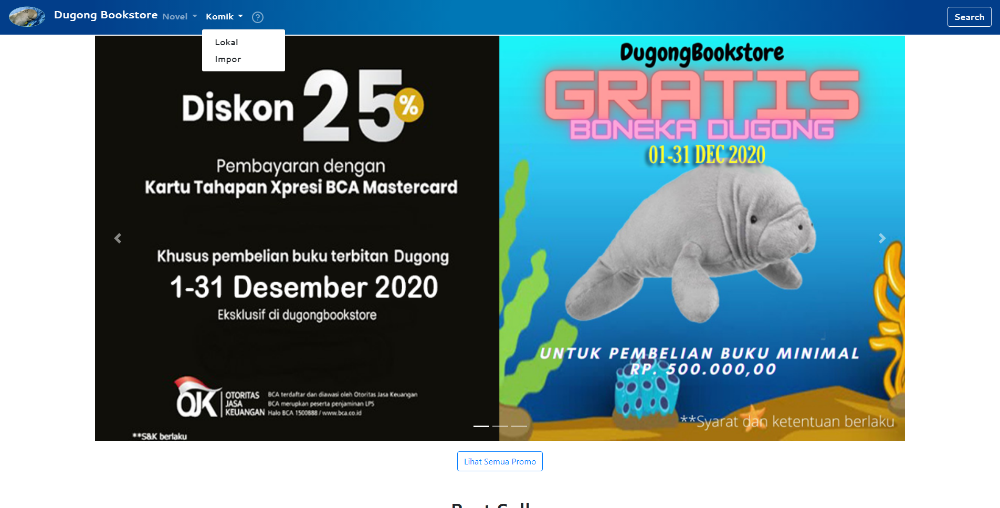 Dugong Bookstore Novel Komik Search
Lokal
Impor
Diskon 25%
Pembayaran dengan
Kartu Tahapan Xpresi BCA Mastercard
Khusus pembelian buku terbitan Dugong
1-31 Desember 2020
Eksklusif di dugongbookstore
OJK
OTORITAS
JASA
KEUANGAN
BCA terdaftar dan diawasi oleh Otoritas Jasa Keuangan
BCA merupkan peserta penjaminan LPS
Halo BCA 1500888 / www.bca.co.id
**S&K berlaku
DugongBookstore
GRATIS
BONEKA DUGONG
01-31 DEC 2020
UNTUK PEMBELIAN BUKU MINIMAL
RP. 500.000,00
**Syarat dan ketentuan berlaku
Lihat Semua Promo